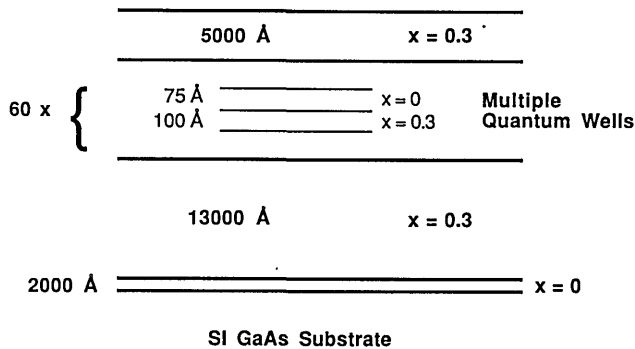 5000 Å x = 0.3
75 Å x = 0 Multiple
60 x { 100 Å x = 0.3 Quantum Wells
13000 Å x = 0.3
2000 Å x = 0
SI GaAs Substrate